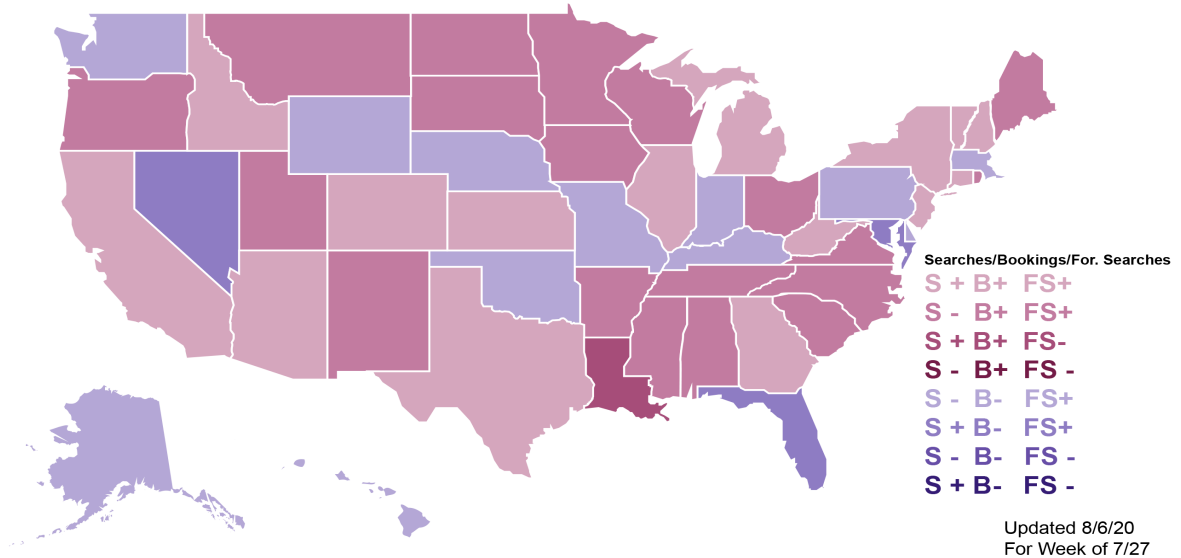 Searches/Bookings/For. Searches
S + B+ FS+
S - B+ FS+
S + B+ FS-
S - B+ FS -
S - B- FS+
S + B- FS+
S - B- FS -
S + B- FS -
Updated 8/6/20
For Week of 7/27